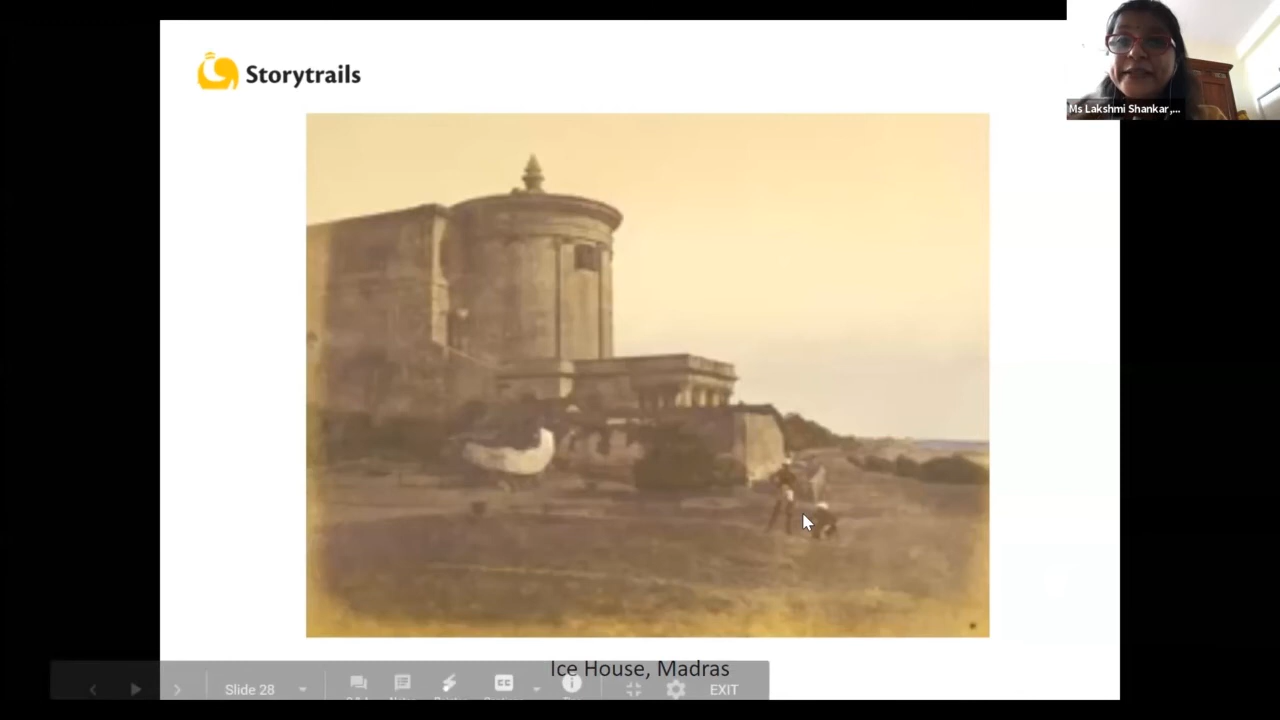 Storytrails
Ms Lakshmi Shankar,...
Ice House, Madras
Slide 28
EXIT